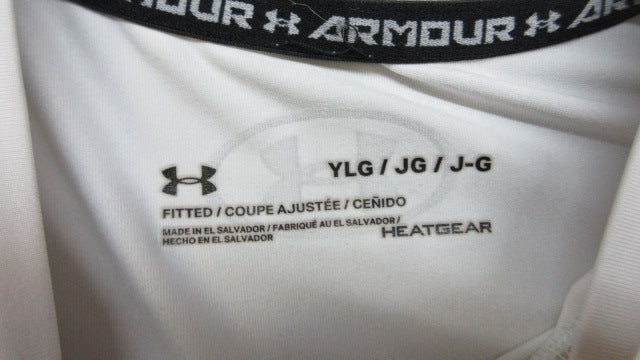 ARMOUR ARMOUR AR
YLG / JG / J-G
FITTED / COUPE AJUSTÉE / CEÑIDO
MADE IN EL SALVADOR / FABRIQUÉ AU EL SALVADOR /
HECHO EN EL SALVADOR
HEATGEAR